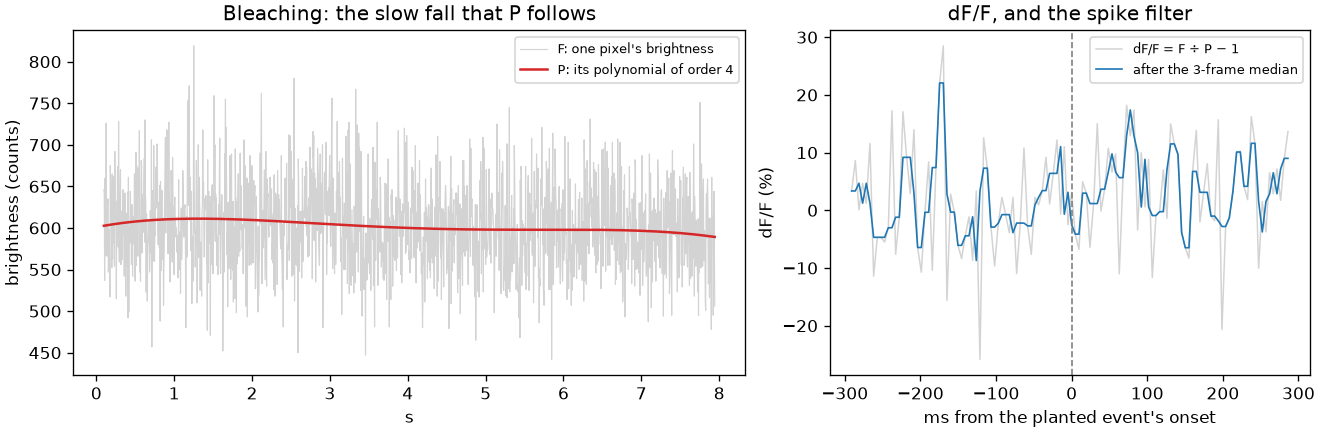 Bleaching: the slow fall that P follows
F: one pixel's brightness
P: its polynomial of order 4
brightness (counts)
800
750
700
650
600
550
500
450
0 1 2 3 4 5 6 7 8
s
dF/F, and the spike filter
dF/F = F ÷ P − 1
after the 3-frame median
dF/F (%)
30
20
10
0
−10
−20
−300 −200 −100 0 100 200 300
ms from the planted event's onset